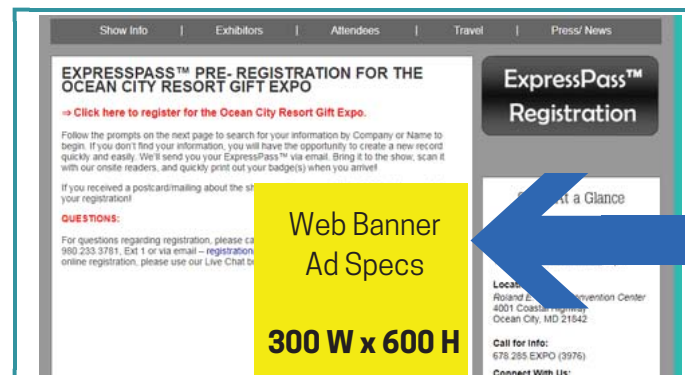 Show Info | Exhibitors | Attendees | Travel | Press/ News
EXPRESSPASS™ PRE- REGISTRATION FOR THE
OCEAN CITY RESORT GIFT EXPO
⇒ Click here to register for the Ocean City Resort Gift Expo.
Follow the prompts on the next page to search for your information by Company or Name to
begin. If you don't find your information, you will have the opportunity to create a new record
quickly and easily. We'll send you your ExpressPass™ via email. Bring it to the show, scan it
with our onsite readers, and quickly print out your badge(s) when you arrive!
If you received a postcard/mailing about the
your registration!
QUESTIONS:
For questions regarding registration, please
980.233.3781, Ext 1 or via email – registration
online registration, please use our Live Chat
Web Banner
Ad Specs
300 W x 600 H
ExpressPass™
Registration
At a Glance
Roland
4001 Coastal Highway
Ocean City, MD 21842
Call for Info:
678.285.EXPO (3976)
Connect With Us: